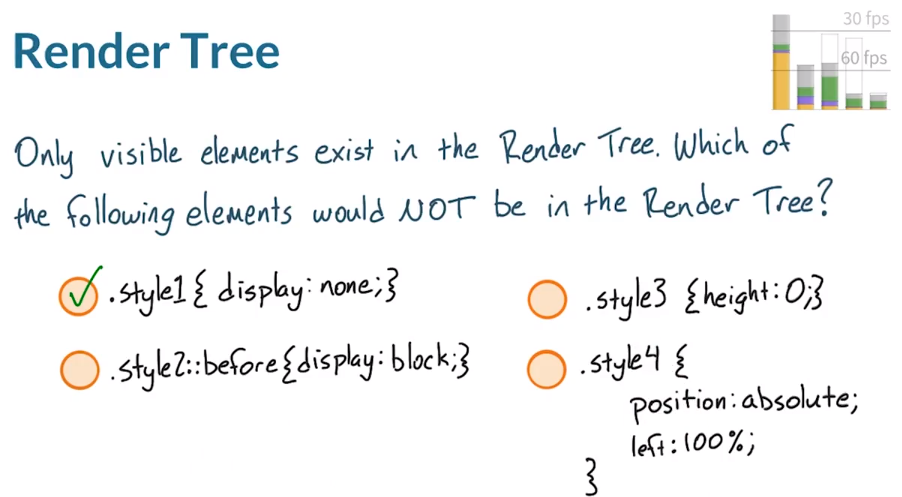 Render Tree
30 fps
60 fps
Only visible elements exist in the Render Tree. Which of
the following elements would NOT be in the Render Tree?
.style1 { display: none; }
.style2::before{display: block;}
.style3 {height: 0;}
.style4 {
position: absolute;
left: 100%;
}